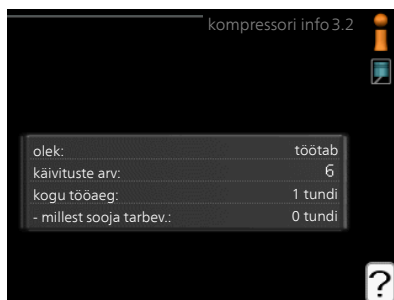 kompressori info 3.2
olek: töötab
käivituste arv: 6
kogu tööaeg: 1 tundi
- millest sooja tarbev.: 0 tundi
?